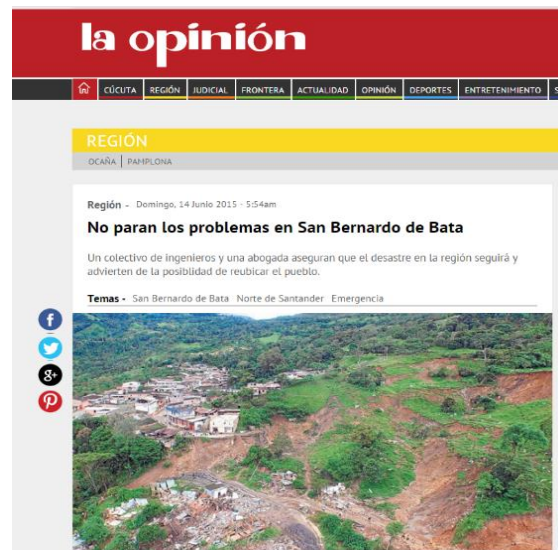 la opinión
CÚCUTA REGIÓN JUDICIAL FRONTERA ACTUALIDAD OPINIÓN DEPORTES ENTRETENIMIENTO
REGIÓN
OCAÑA | PAMPLONA
Región - Domingo, 14 Junio 2015 - 5:54am
No paran los problemas en San Bernardo de Bata
Un colectivo de ingenieros y una abogada aseguran que el desastre en la región seguirá y
advierten de la posiblidad de reubicar el pueblo.
Temas - San Bernardo de Bata Norte de Santander Emergencia
f
g+